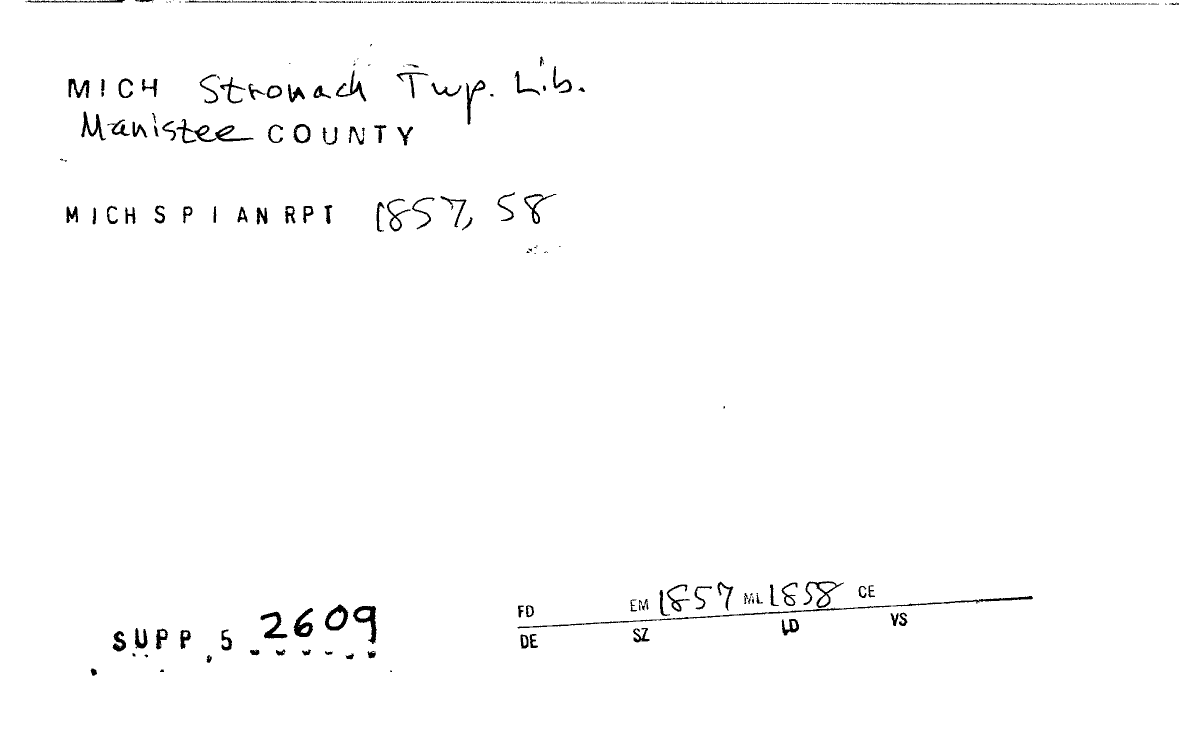 MICH Stronach Twp. Lib.
Manistee COUNTY
MICH S P I AN RPT 1857, 58
SUPP 5 2609
FD EM 1857 ML 1858 CE
DE SZ LD VS